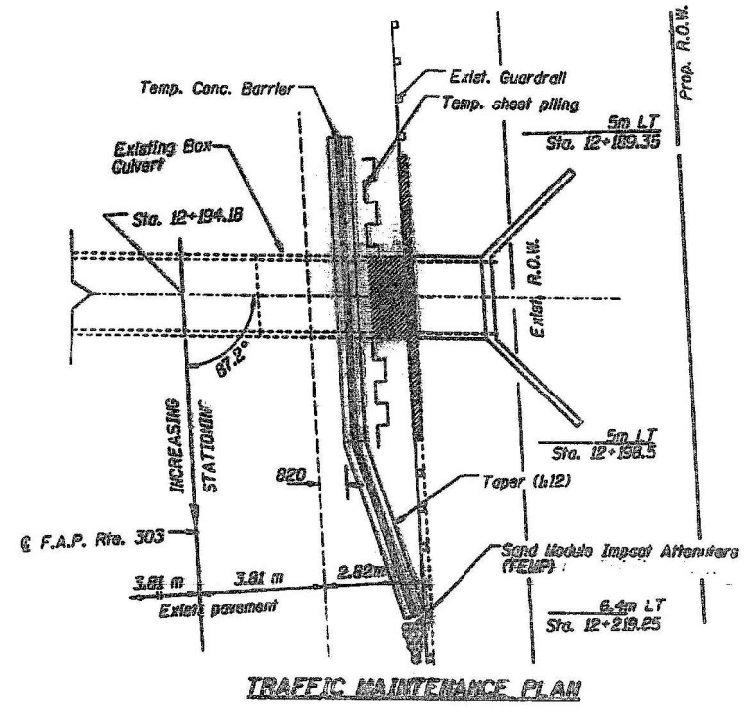 Prop. R.O.W.
Exist. Guardrail
Temp. Conc. Barrier
Temp. sheet piling
5m LT
Sta. 12+189.35
Existing Box
Culvert
Sta. 12+194.18
Exist. R.O.W.
87.2°
INCREASING
STATIONING
5m LT
Sta. 12+198.5
820
Taper (1:12)
℄ F.A.P. Rte. 303
Sand Module Impact Attenuators
(TEMP)
3.81 m
3.81 m
2.82m
Exist. pavement
6.4m LT
Sta. 12+219.25
TRAFFIC MAINTENANCE PLAN